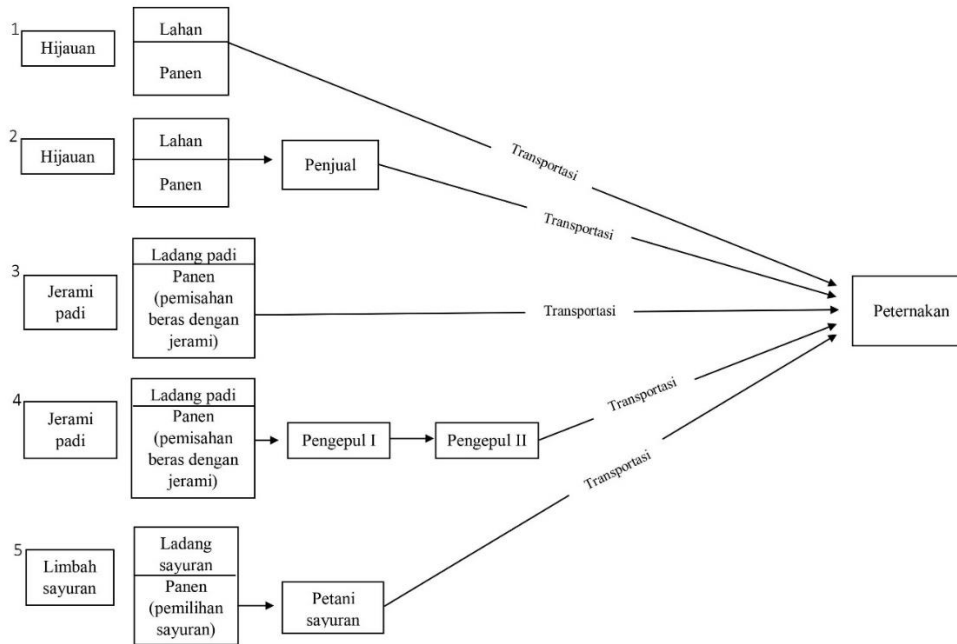 1
Hijauan
Lahan
Panen
Transportasi
2
Hijauan
Lahan
Panen
Penjual
Transportasi
3
Jerami
padi
Ladang padi
Panen
(pemisahan
beras dengan
jerami)
Transportasi
Peternakan
4
Jerami
padi
Ladang padi
Panen
(pemisahan
beras dengan
jerami)
Pengepul I
Pengepul II
Transportasi
5
Limbah
sayuran
Ladang
sayuran
Panen
(pemilihan
sayuran)
Petani
sayuran
Transportasi